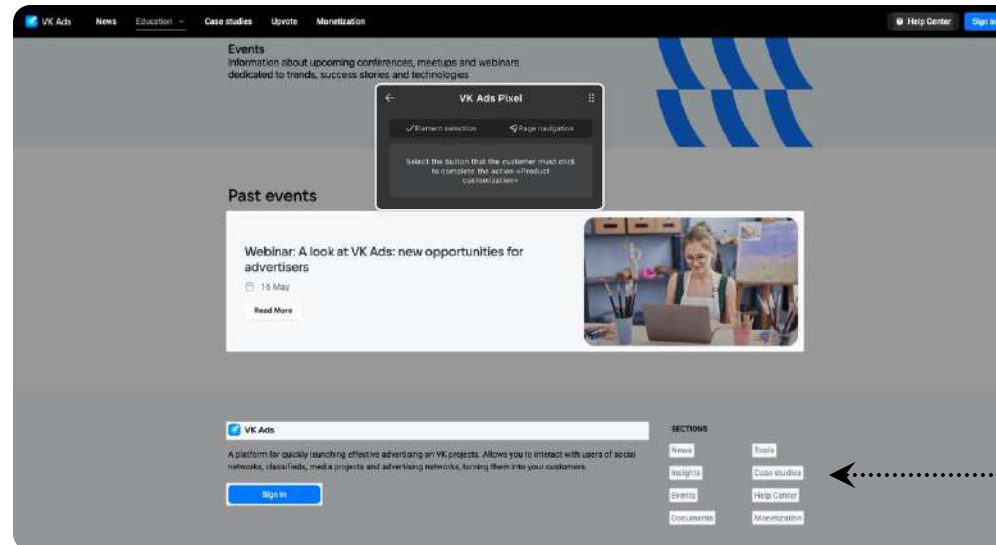 VK Ads News Education Case studies Upvote Monetization Help Center Sign in
Events
Information about upcoming conferences, meetups and webinars
dedicated to trends, success stories and technologies
VK Ads Pixel
Element selection Page navigation
Select the button that the customer must click
to complete the action «Product
customization»
Past events
Webinar: A look at VK Ads: new opportunities for
advertisers
16 May
Read More
VK Ads
A platform for quickly launching effective advertising on VK projects. Allows you to interact with users of social
networks, classifieds, media projects and advertising networks, turning them into your customers.
Sign in
SECTIONS
News Tools
Insights Case studies
Events Help Center
Documents Monetization